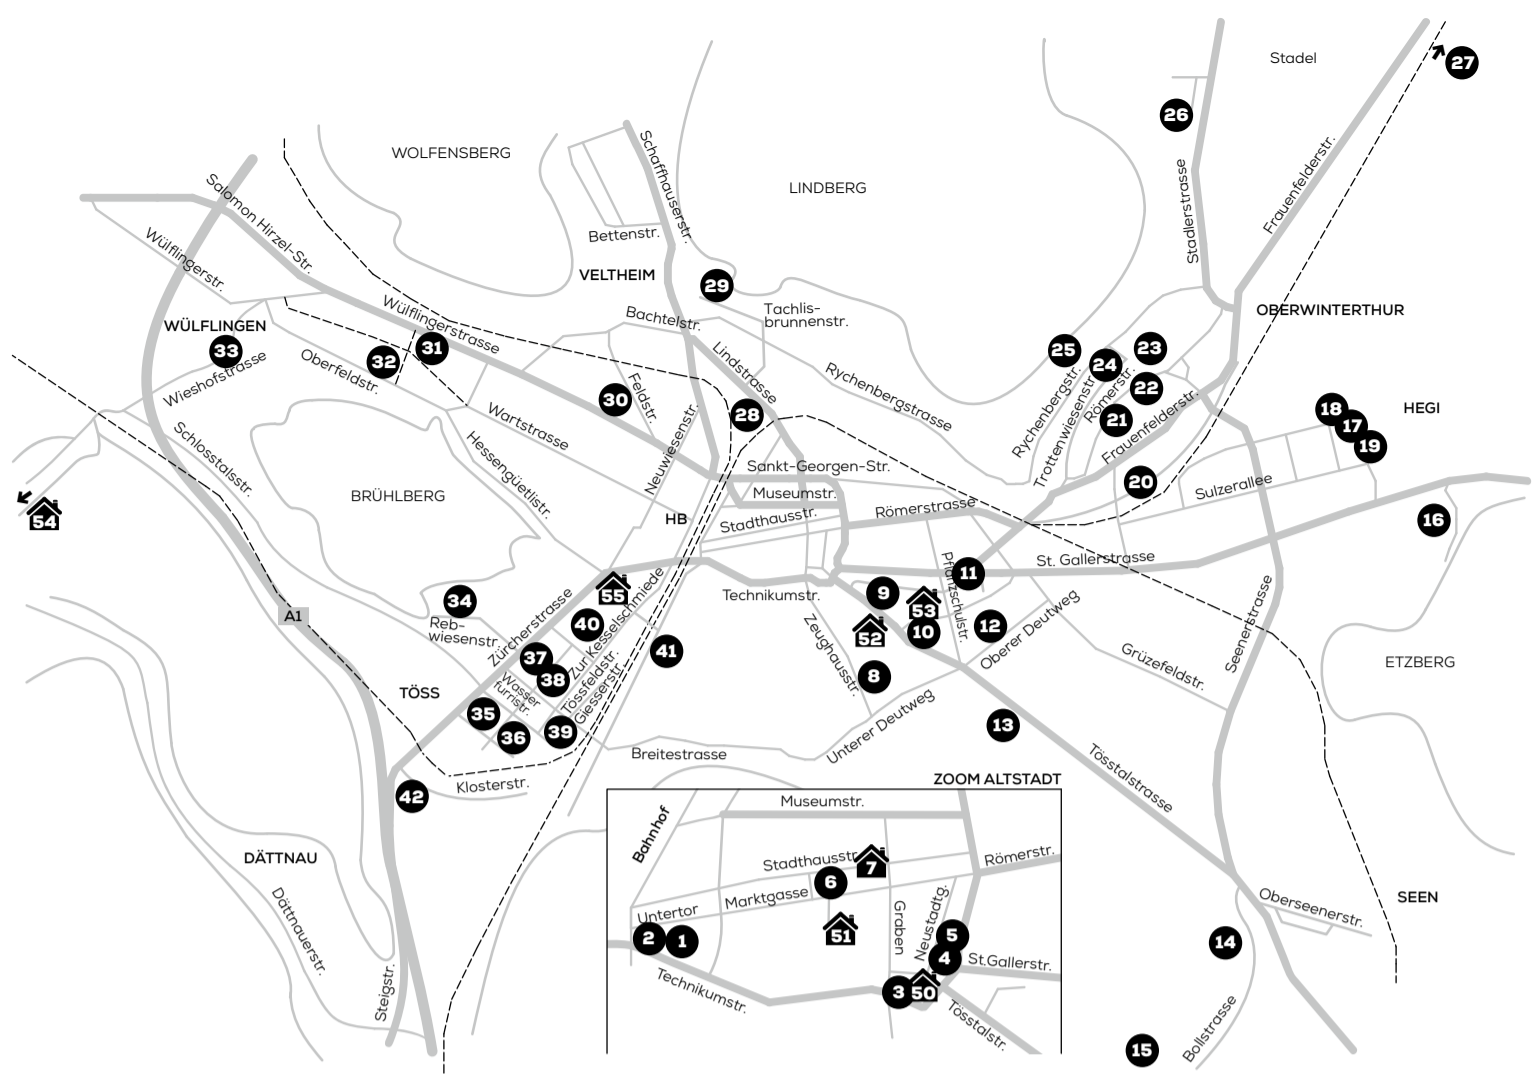 Stadel
27
26
WOLFENSBERG
Schaffhauserstr.
LINDBERG
Stadlerstrasse
Frauenfelderstr.
Salomon Hirzel-Str.
Wülflingerstr.
Bettenstr.
VELTHEIM
29
Tachlis-
brunnenstr.
Bachtelstr.
OBERWINTERTHUR
WÜLFLINGEN
33
Wieshofstrasse
Wülflingerstrasse
31
32
Oberfeldstr.
Lindstrasse
Rychenbergstrasse
25
24
23
22
21
Rychenbergstr.
Trottenwiesenstr.
Römerstr.
Frauenfelderstr.
30
Feldstr.
28
18
17
19
HEGI
Wartstrasse
Neuwiesenstr.
Schlosstalsstr.
Hessengüetlistr.
BRÜHLBERG
Sankt-Georgen-Str.
Museumstr.
Stadthausstr.
Römerstrasse
20
Sulzerallee
HB
54
16
St. Gallerstrasse
Pflanzschulstr.
11
9
53
52
10
12
Oberer Deutweg
Technikumstr.
Zeughausstr.
8
A1
34
Reb-
wiesenstr.
Zürcherstrasse
55
40
Zur Kesselschmiede
41
37
38
Tössfeldstr.
Giesserstr.
Wasser
furristr.
TÖSS
35
36
39
Grüzefeldstr.
Seenerstrasse
ETZBERG
Unterer Deutweg
13
Breitestrasse
Tösstalstrasse
42
Klosterstr.
ZOOM ALTSTADT
Museumstr.
Bahnhof
Stadthausstr.
7
Römerstr.
6
Marktgasse
Untertor
Graben
Neustadtg.
51
2
1
5
4
St.Gallerstr.
3
50
Technikumstr.
Tösstalstr.
DÄTTNAU
Dättnauerstr.
Steigstr.
SEEN
Oberseenerstr.
14
Bollstrasse
15